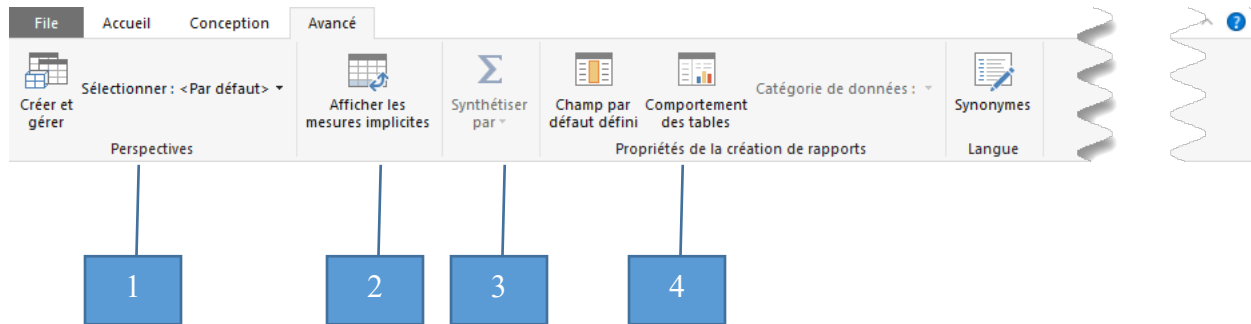 File Accueil Conception Avancé
Créer et
gérer
Sélectionner : <Par défaut>
Perspectives
Afficher les
mesures implicites
Synthétiser
par
Champ par
défaut défini
Comportement
des tables
Catégorie de données :
Propriétés de la création de rapports
Synonymes
Langue
1 2 3 4